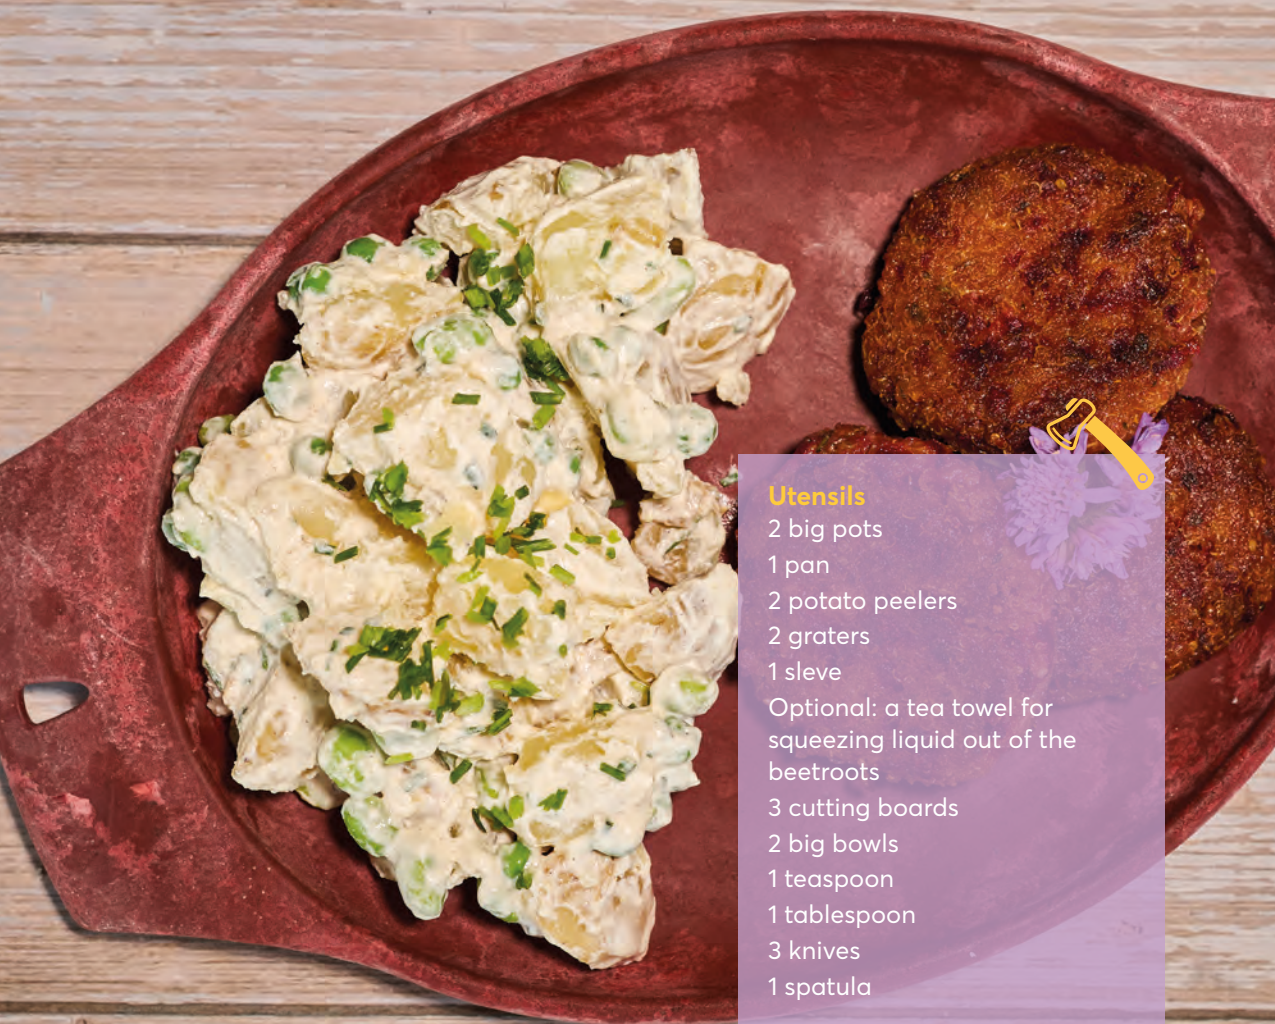 Utensils
2 big pots
1 pan
2 potato peelers
2 graters
1 sleve
Optional: a tea towel for
squeezing liquid out of the
beetroots
3 cutting boards
2 big bowls
1 teaspoon
1 tablespoon
3 knives
1 spatula